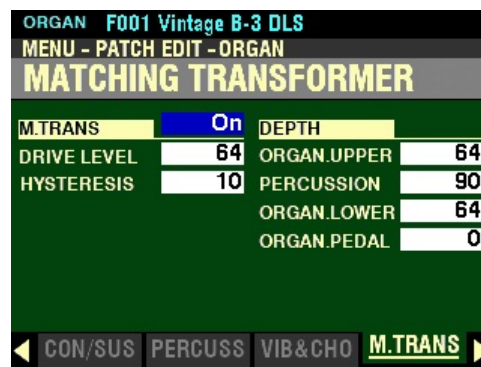 ORGAN F001 Vintage B-3 DLS
MENU - PATCH EDIT - ORGAN
MATCHING TRANSFORMER
M.TRANS On DEPTH
DRIVE LEVEL 64 ORGAN.UPPER 64
HYSTERESIS 10 PERCUSSION 90
ORGAN.LOWER 64
ORGAN.PEDAL 0
CON/SUS PERCUSS VIB&CHO M.TRANS